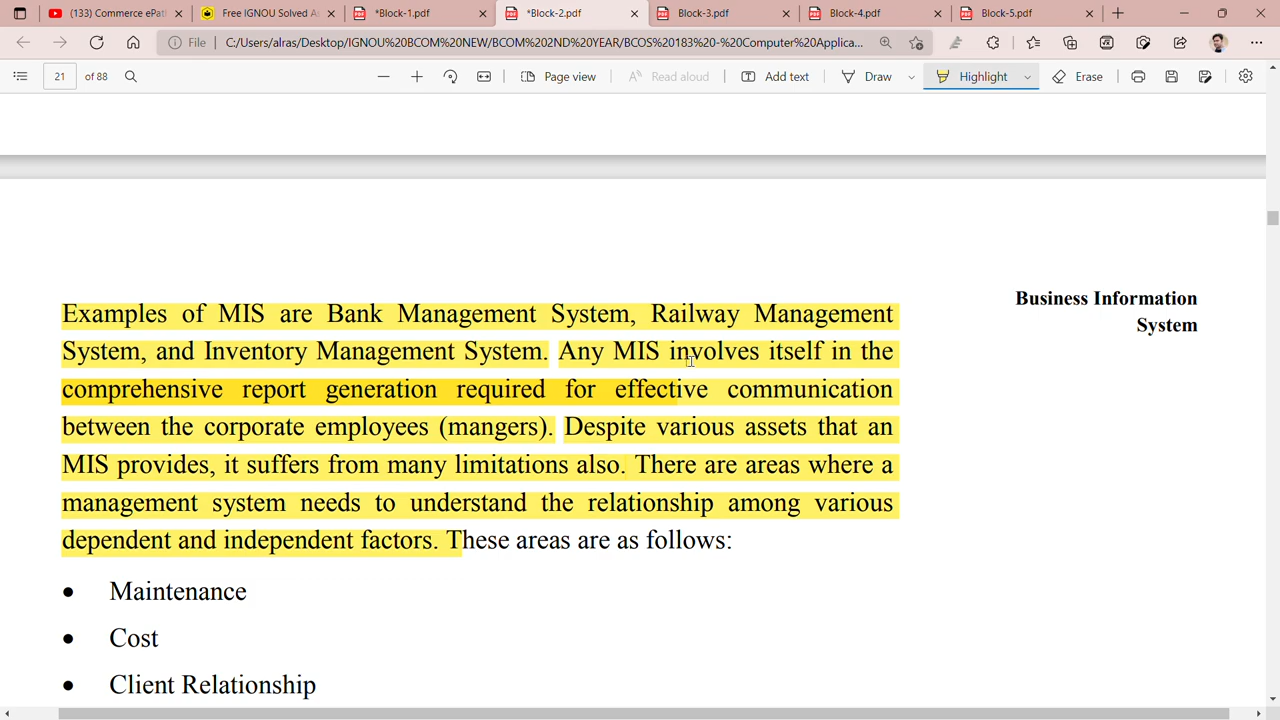 (133) Commerce ePat
Free IGNOU Solved A
*Block-1.pdf
*Block-2.pdf
Block-3.pdf
Block-4.pdf
Block-5.pdf
File
C:/Users/alras/Desktop/IGNOU%20BCOM%20NEW/BCOM%202ND%20YEAR/BCOS%20183%20-%20Computer%20Applica...
21 of 88
Page view
Read aloud
Add text
Draw
Highlight
Erase
Business Information
System
Examples of MIS are Bank Management System, Railway Management
System, and Inventory Management System. Any MIS involves itself in the
comprehensive report generation required for effective communication
between the corporate employees (mangers). Despite various assets that an
MIS provides, it suffers from many limitations also. There are areas where a
management system needs to understand the relationship among various
dependent and independent factors. These areas are as follows:
• Maintenance
• Cost
• Client Relationship